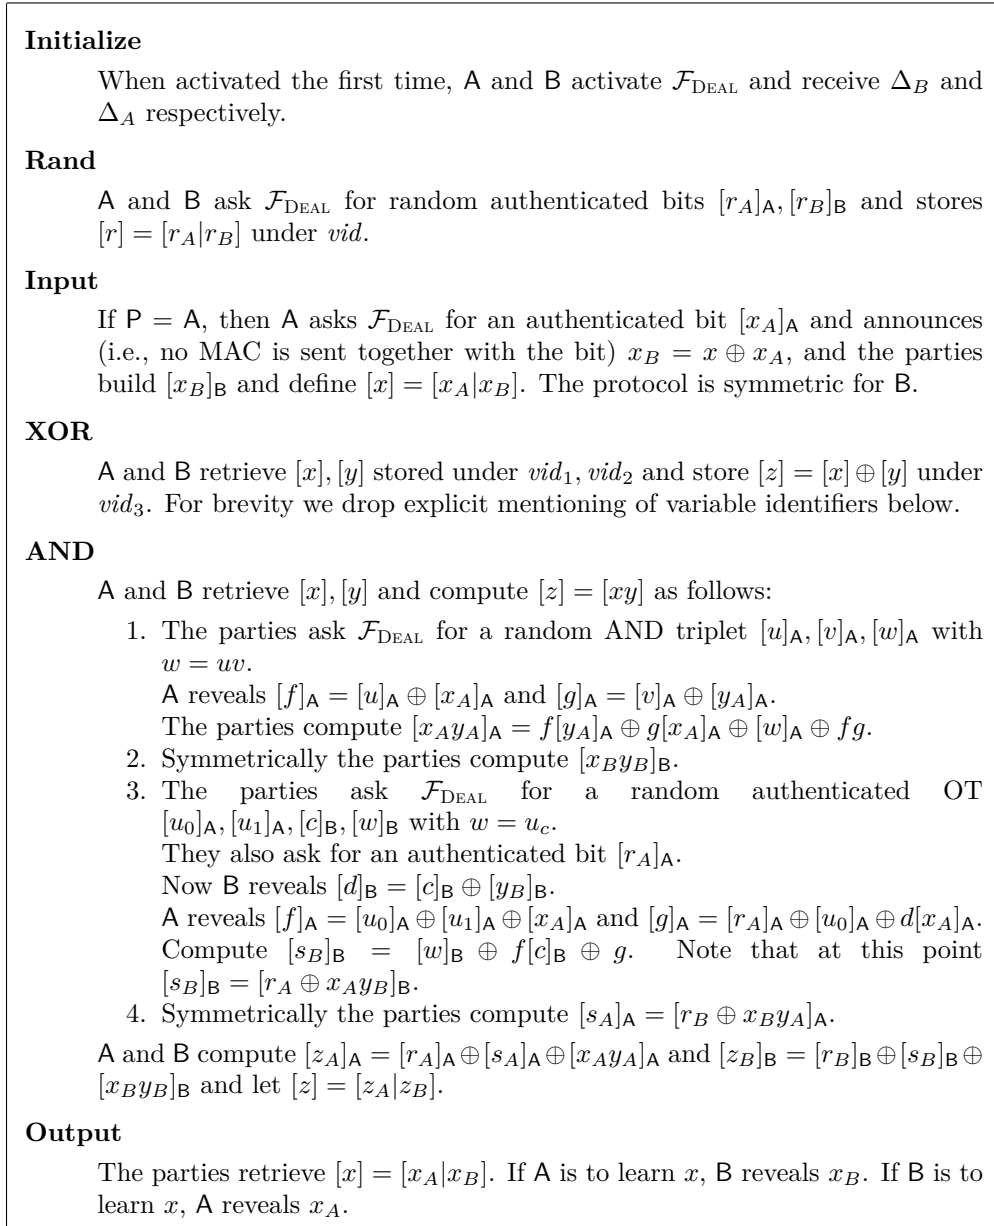 Initialize
When activated the first time, A and B activate ℱ_DEAL and receive Δ_B and
Δ_A respectively.
Rand
A and B ask ℱ_DEAL for random authenticated bits [r_A]_A, [r_B]_B and stores
[r] = [r_A|r_B] under vid.
Input
If P = A, then A asks ℱ_DEAL for an authenticated bit [x_A]_A and announces
(i.e., no MAC is sent together with the bit) x_B = x ⊕ x_A, and the parties
build [x_B]_B and define [x] = [x_A|x_B]. The protocol is symmetric for B.
XOR
A and B retrieve [x], [y] stored under vid_1, vid_2 and store [z] = [x] ⊕ [y] under
vid_3. For brevity we drop explicit mentioning of variable identifiers below.
AND
A and B retrieve [x], [y] and compute [z] = [xy] as follows:
1. The parties ask ℱ_DEAL for a random AND triplet [u]_A, [v]_A, [w]_A with
w = uv.
A reveals [f]_A = [u]_A ⊕ [x_A]_A and [g]_A = [v]_A ⊕ [y_A]_A.
The parties compute [x_Ay_A]_A = f[y_A]_A ⊕ g[x_A]_A ⊕ [w]_A ⊕ fg.
2. Symmetrically the parties compute [x_By_B]_B.
3. The parties ask ℱ_DEAL for a random authenticated OT
[u_0]_A, [u_1]_A, [c]_B, [w]_B with w = u_c.
They also ask for an authenticated bit [r_A]_A.
Now B reveals [d]_B = [c]_B ⊕ [y_B]_B.
A reveals [f]_A = [u_0]_A ⊕ [u_1]_A ⊕ [x_A]_A and [g]_A = [r_A]_A ⊕ [u_0]_A ⊕ d[x_A]_A.
Compute [s_B]_B = [w]_B ⊕ f[c]_B ⊕ g. Note that at this point
[s_B]_B = [r_A ⊕ x_Ay_B]_B.
4. Symmetrically the parties compute [s_A]_A = [r_B ⊕ x_By_A]_A.
A and B compute [z_A]_A = [r_A]_A ⊕ [s_A]_A ⊕ [x_Ay_A]_A and [z_B]_B = [r_B]_B ⊕ [s_B]_B ⊕
[x_By_B]_B and let [z] = [z_A|z_B].
Output
The parties retrieve [x] = [x_A|x_B]. If A is to learn x, B reveals x_B. If B is to
learn x, A reveals x_A.